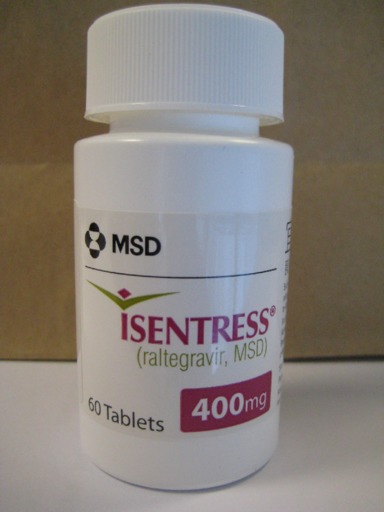 MSD
ISENTRESS®
(raltegravir, MSD)
60 Tablets
400mg